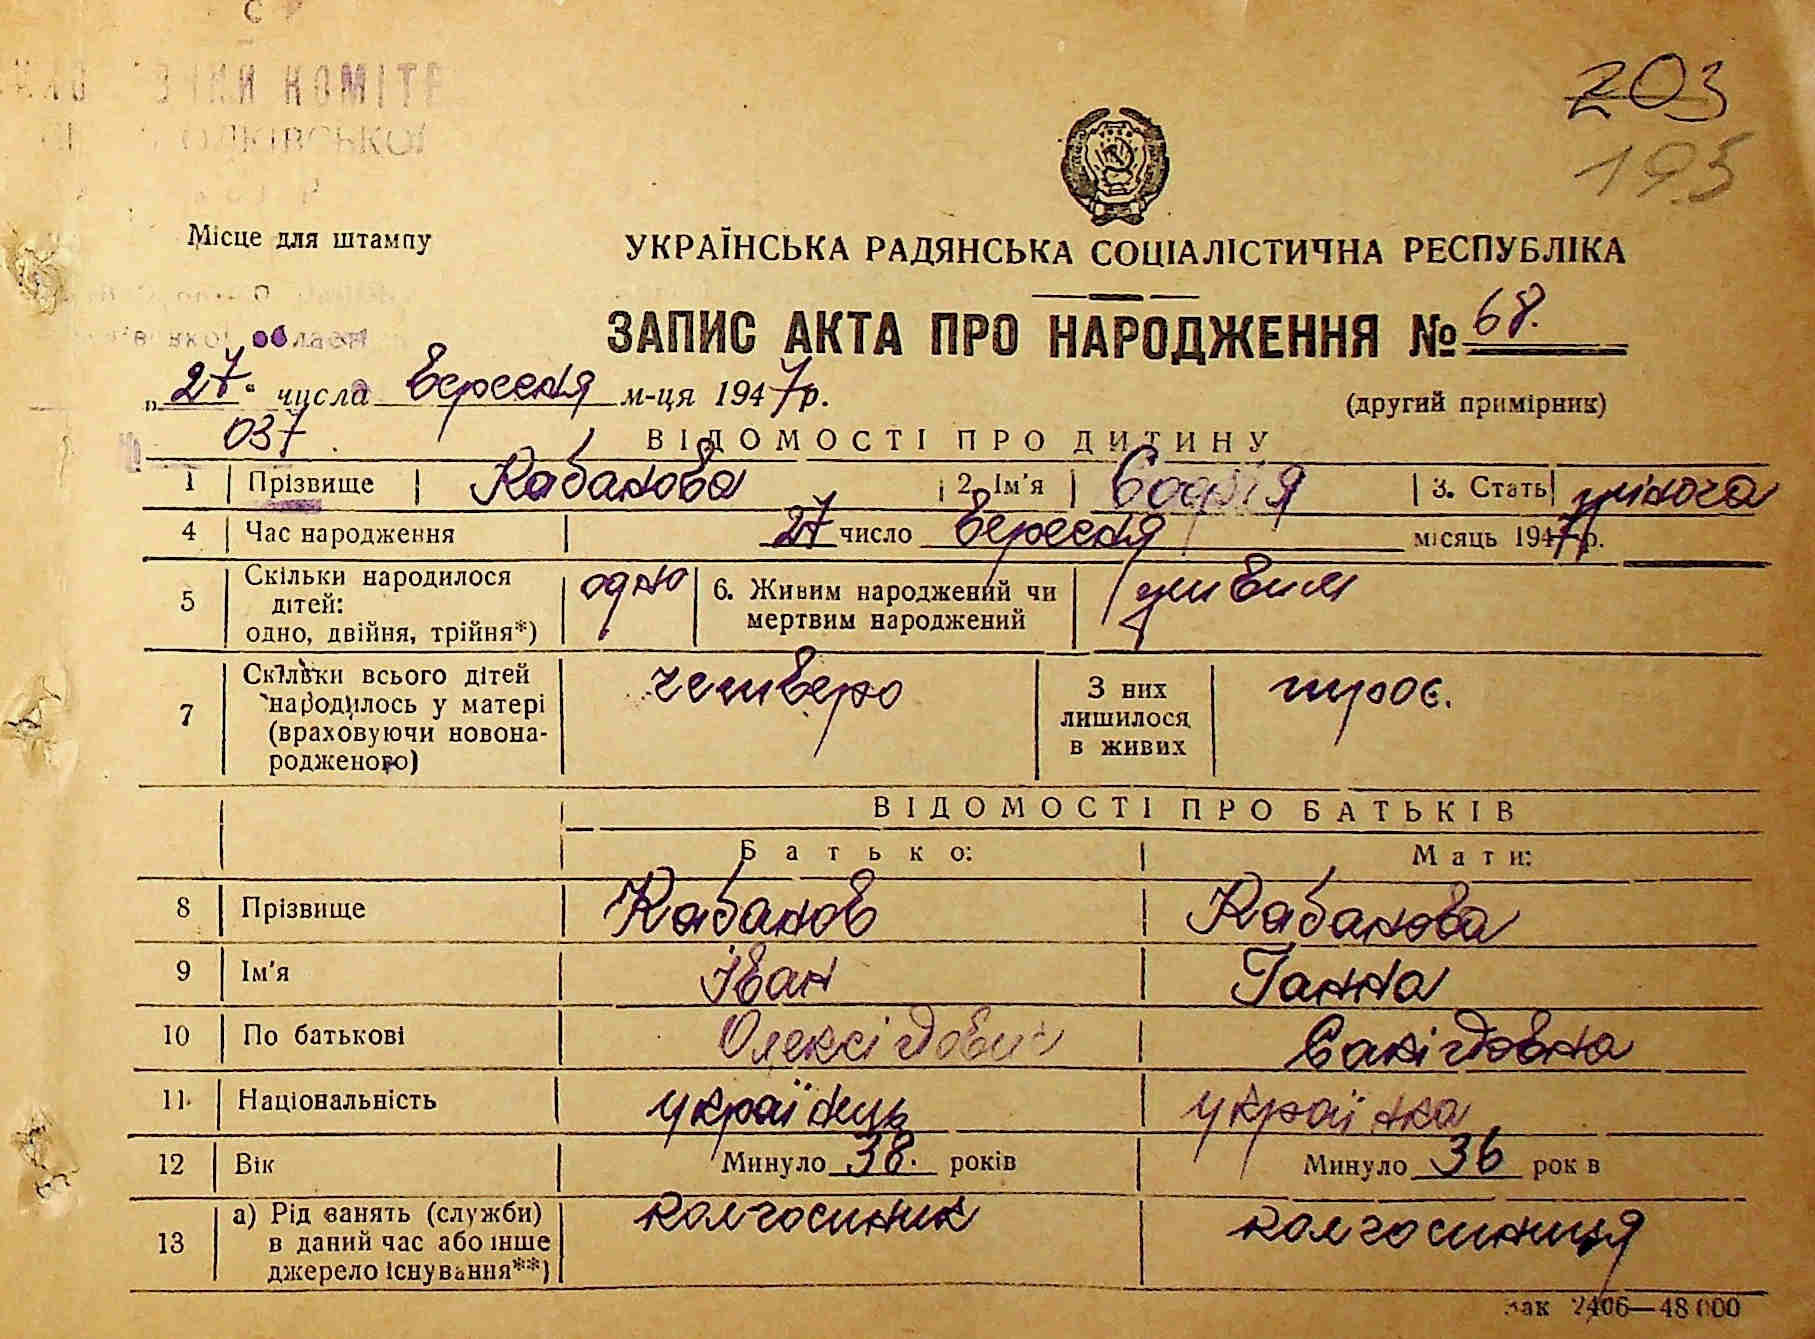 203
195
КОМІТЕ
Місце для штампу
УКРАЇНСЬКА РАДЯНСЬКА СОЦІАЛІСТИЧНА РЕСПУБЛІКА
ЗАПИС АКТА ПРО НАРОДЖЕННЯ № 68.
„27“ числа Вересня м-ця 1947 р.
(другий примірник)
037
ВІДОМОСТІ ПРО ДИТИНУ
1 Прізвище Кабанова 2. Ім'я Софія 3. Стать жіноча
4 Час народження 27 число Вересня місяць 1947 р.
5 Скільки народилося дітей: одно, двійня, трійня*) одно 6. Живим народжений чи мертвим народжений живим
7 Скільки всього дітей народилось у матері (враховуючи новонародженого) четверо З них лишилося в живих троє.
ВІДОМОСТІ ПРО БАТЬКІВ
Батько: Мати:
8 Прізвище Кабанов Кабанова
9 Ім'я Іван Ганна
10 По батькові Олексійович
11 Національність українець українка
12 Вік Минуло 38. років Минуло 36 рок в
13 а) Рід занять (служби) в даний час або інше джерело існування**) колгоспник колгоспниця
зак 2406—48 000